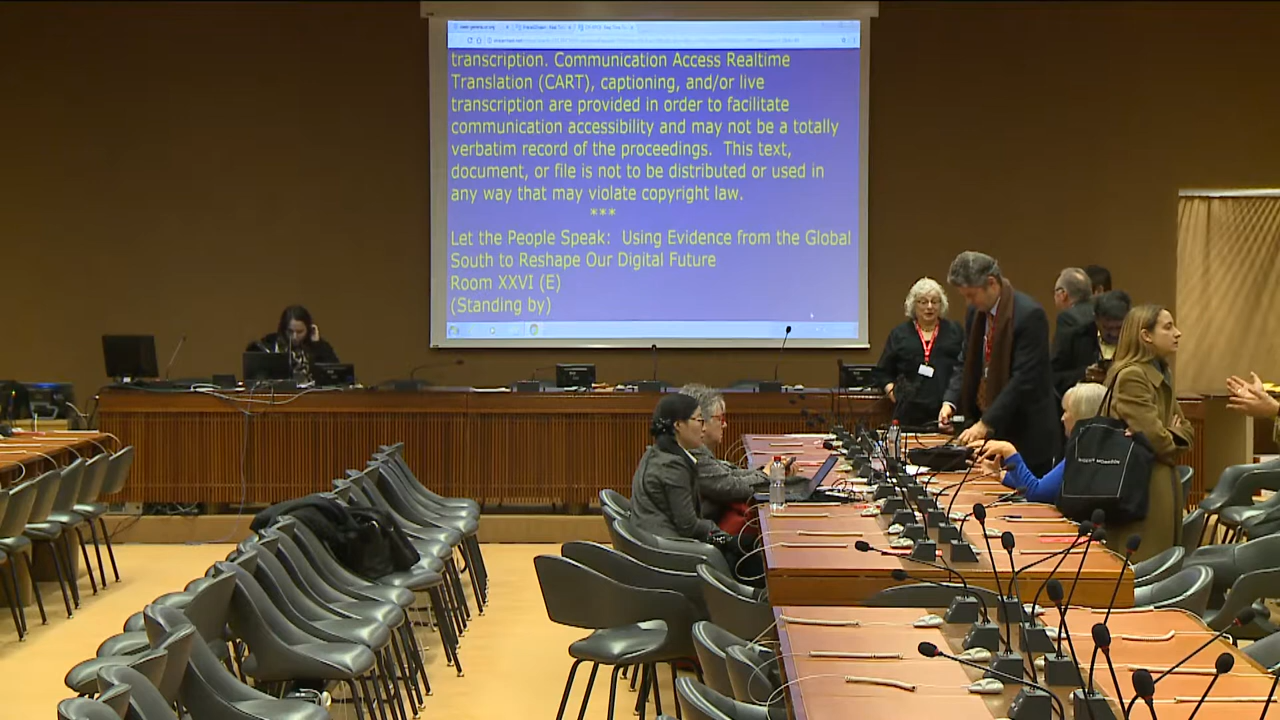 transcription. Communication Access Realtime
Translation (CART), captioning, and/or live
transcription are provided in order to facilitate
communication accessibility and may not be a totally
verbatim record of the proceedings.  This text,
document, or file is not to be distributed or used in
any way that may violate copyright law.
***
Let the People Speak:  Using Evidence from the Global
South to Reshape Our Digital Future
Room XXVI (E)
(Standing by)